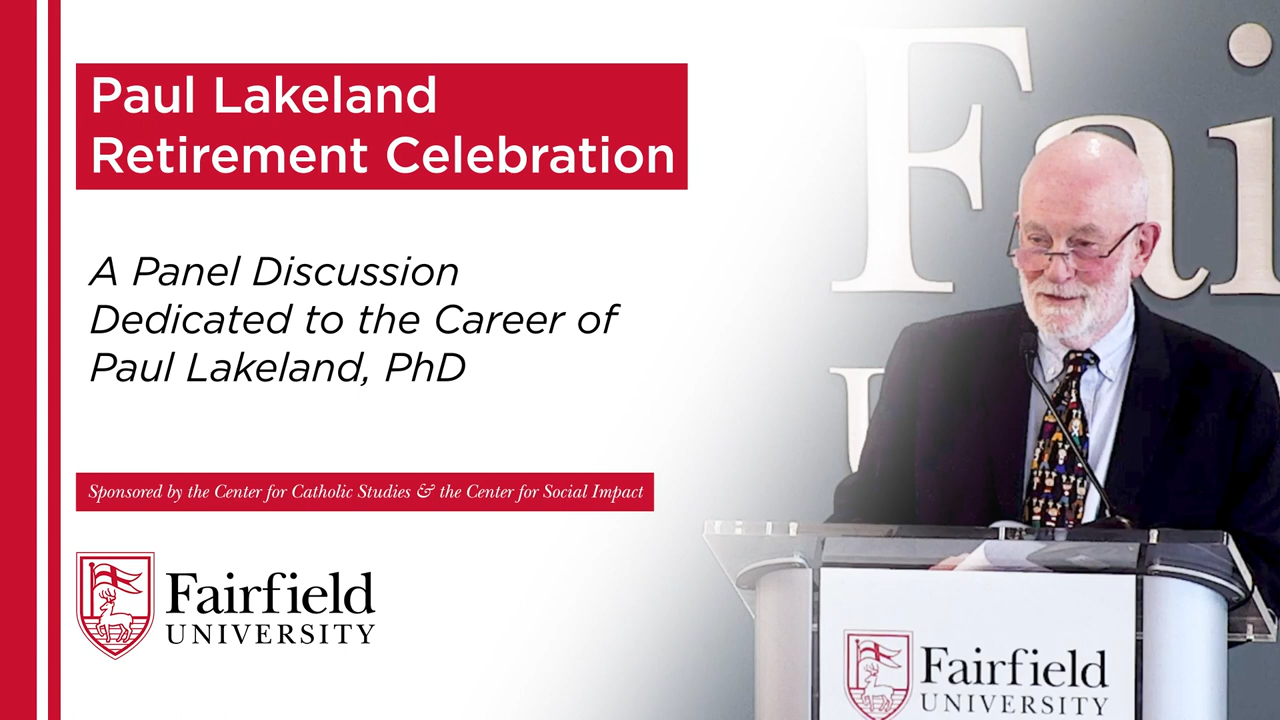 Paul Lakeland
Retirement Celebration
A Panel Discussion
Dedicated to the Career of
Paul Lakeland, PhD
Sponsored by the Center for Catholic Studies & the Center for Social Impact
Fairfield
UNIVERSITY
Fai
Fairfield
UNIVERSITY